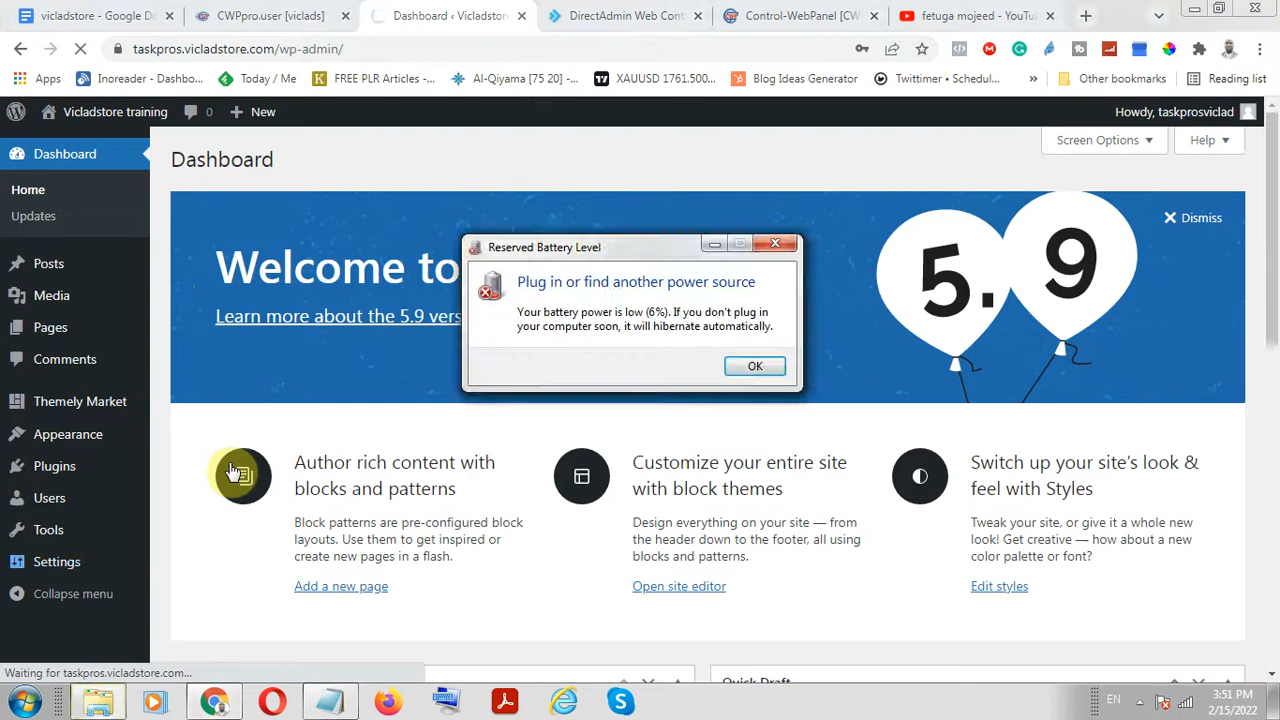 vicladstore - Google D
CWPpro.user [viclads]
Dashboard ‹ Vicladstore
DirectAdmin Web Cont
Control-WebPanel [CW
fetuga mojeed - YouTu
taskpros.vicladstore.com/wp-admin/
Apps
Inoreader - Dashbo...
Today / Me
FREE PLR Articles -...
Al-Qiyama [75 20] -...
XAUUSD 1761.500...
Blog Ideas Generator
Twittimer • Schedul...
»
Other bookmarks
Reading list
Vicladstore training
0
New
Howdy, taskprosviclad
Dashboard
Home
Updates
Posts
Media
Pages
Comments
Themely Market
Appearance
Plugins
Users
Tools
Settings
Collapse menu
Dashboard
Screen Options
Help
Welcome to
Learn more about the 5.9 vers
5.9
Dismiss
Reserved Battery Level
Plug in or find another power source
Your battery power is low (6%). If you don't plug in
your computer soon, it will hibernate automatically.
OK
Author rich content with
blocks and patterns
Block patterns are pre-configured block
layouts. Use them to get inspired or
create new pages in a flash.
Add a new page
Customize your entire site
with block themes
Design everything on your site — from
the header down to the footer, all using
blocks and patterns.
Open site editor
Switch up your site's look &
feel with Styles
Tweak your site, or give it a whole new
look! Get creative — how about a new
color palette or font?
Edit styles
Quick Draft
Waiting for taskpros.vicladstore.com...
EN
3:51 PM
2/15/2022